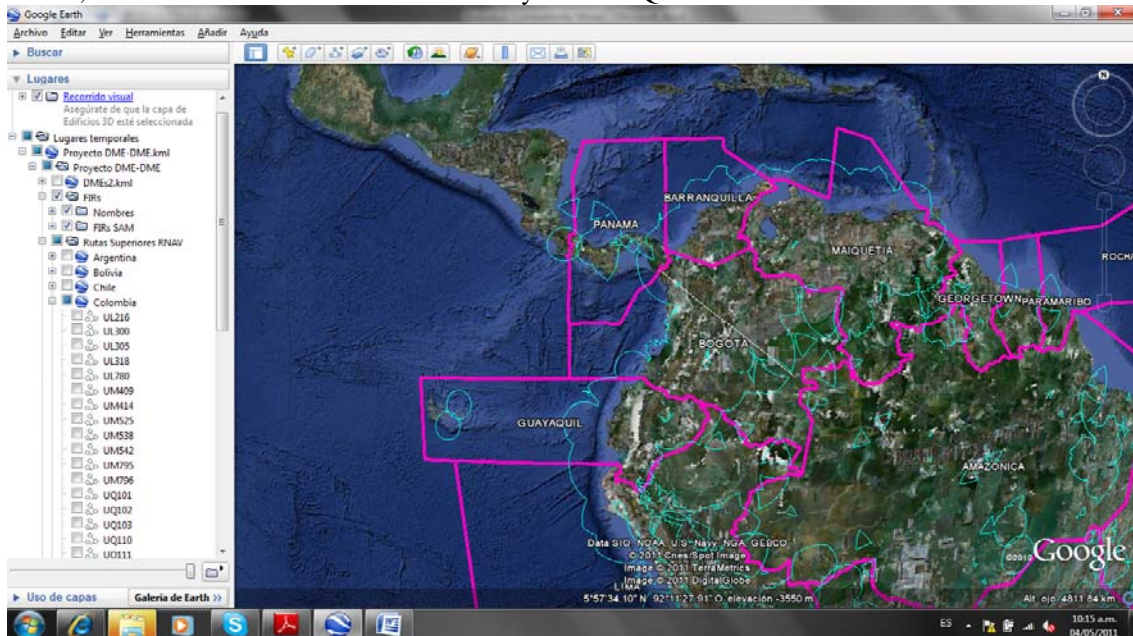 Google Earth
Archivo Editar Ver Herramientas Añadir Ayuda
Buscar
Lugares
Recorrido visual
Asegúrate de que la capa de
Edificios 3D esté seleccionada
Lugares temporales
Proyecto DME-DME.kml
Proyecto DME-DME
DMEs2.kml
FIRs
Nombres
FIRs SAM
Rutas Superiores RNAV
Argentina
Bolivia
Chile
Colombia
UL216
UL300
UL305
UL318
UL780
UM409
UM414
UM525
UM538
UM542
UM795
UM796
UQ101
UQ102
UQ103
UQ110
UQ111
Uso de capas
Galería de Earth >>
N
BARRANQUILLA
PANAMA
MAIQUETIA
ROCHA
GEORGETOWN
PARAMARIBO
BOGOTA
GUAYAQUIL
AMAZONICA
LIMA
Data SIO, NOAA, U.S. Navy, NGA, GEBCO
© 2011 Cnes/Spot Image
Image © 2011 TerraMetrics
Image © 2011 DigitalGlobe
©2010 Google
5°57'34.10" N 92°11'27.91" O elevación -3550 m
Alt. ojo 4811.84 km
ES
10:15 a.m.
04/05/2011